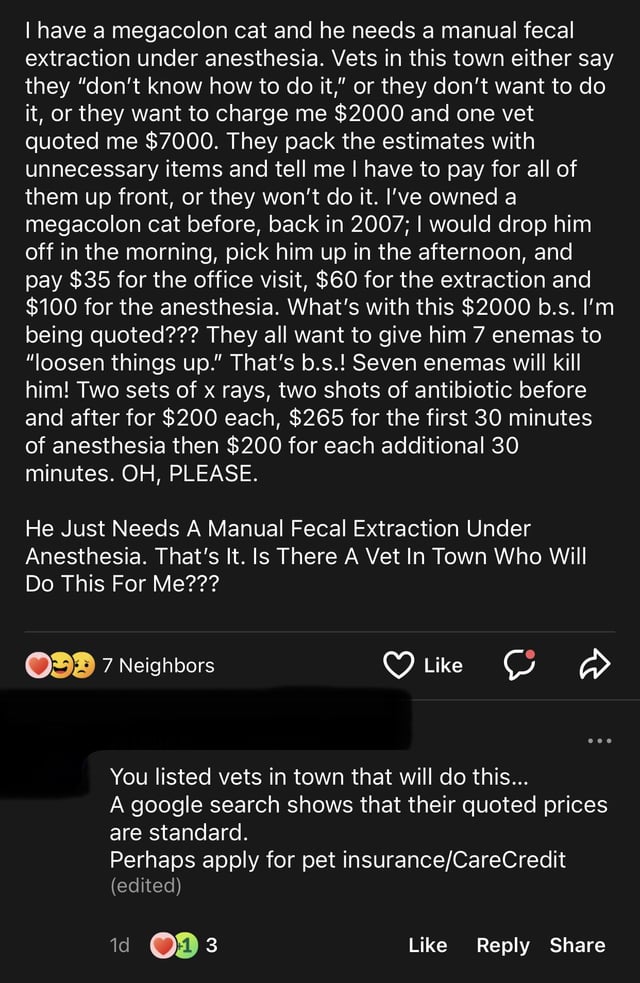 I have a megacolon cat and he needs a manual fecal
extraction under anesthesia. Vets in this town either say
they “don’t know how to do it,” or they don’t want to do
it, or they want to charge me $2000 and one vet
quoted me $7000. They pack the estimates with
unnecessary items and tell me I have to pay for all of
them up front, or they won’t do it. I’ve owned a
megacolon cat before, back in 2007; I would drop him
off in the morning, pick him up in the afternoon, and
pay $35 for the office visit, $60 for the extraction and
$100 for the anesthesia. What’s with this $2000 b.s. I’m
being quoted??? They all want to give him 7 enemas to
“loosen things up.” That’s b.s.! Seven enemas will kill
him! Two sets of x rays, two shots of antibiotic before
and after for $200 each, $265 for the first 30 minutes
of anesthesia then $200 for each additional 30
minutes. OH, PLEASE.
He Just Needs A Manual Fecal Extraction Under
Anesthesia. That’s It. Is There A Vet In Town Who Will
Do This For Me???
7 Neighbors Like
You listed vets in town that will do this...
A google search shows that their quoted prices
are standard.
Perhaps apply for pet insurance/CareCredit
(edited)
1d +1 3 Like Reply Share